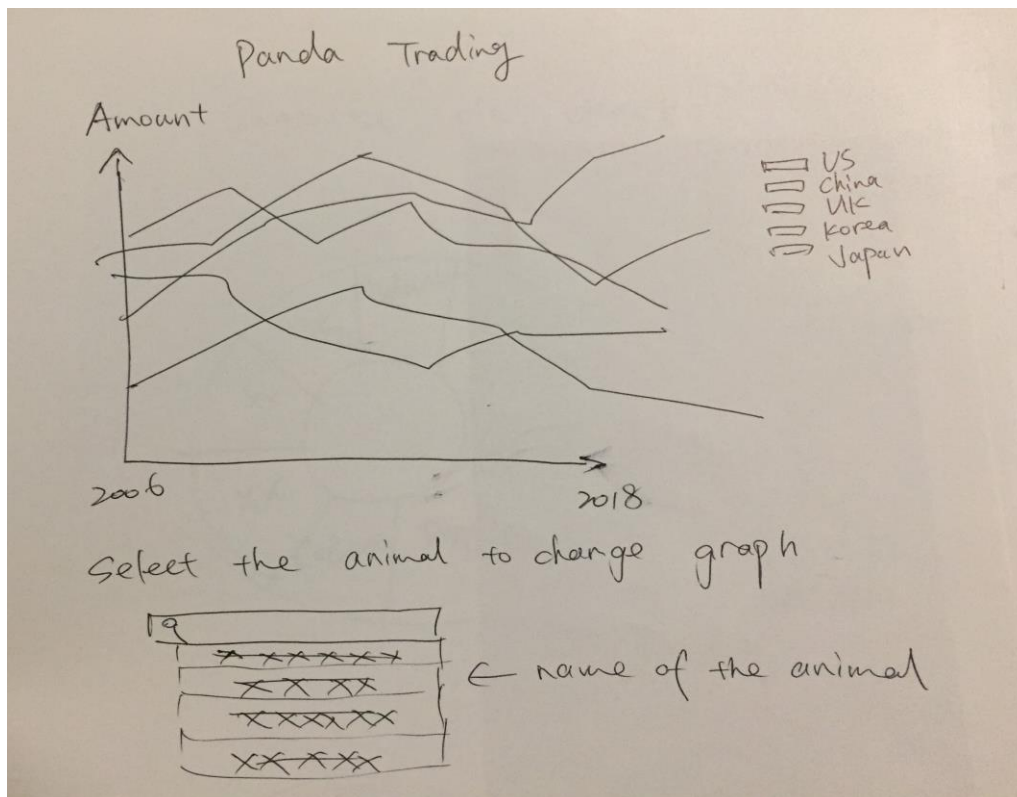 Panda Trading
Amount
US
China
UK
Korea
Japan
2006
2018
Select the animal to change graph
← name of the animal